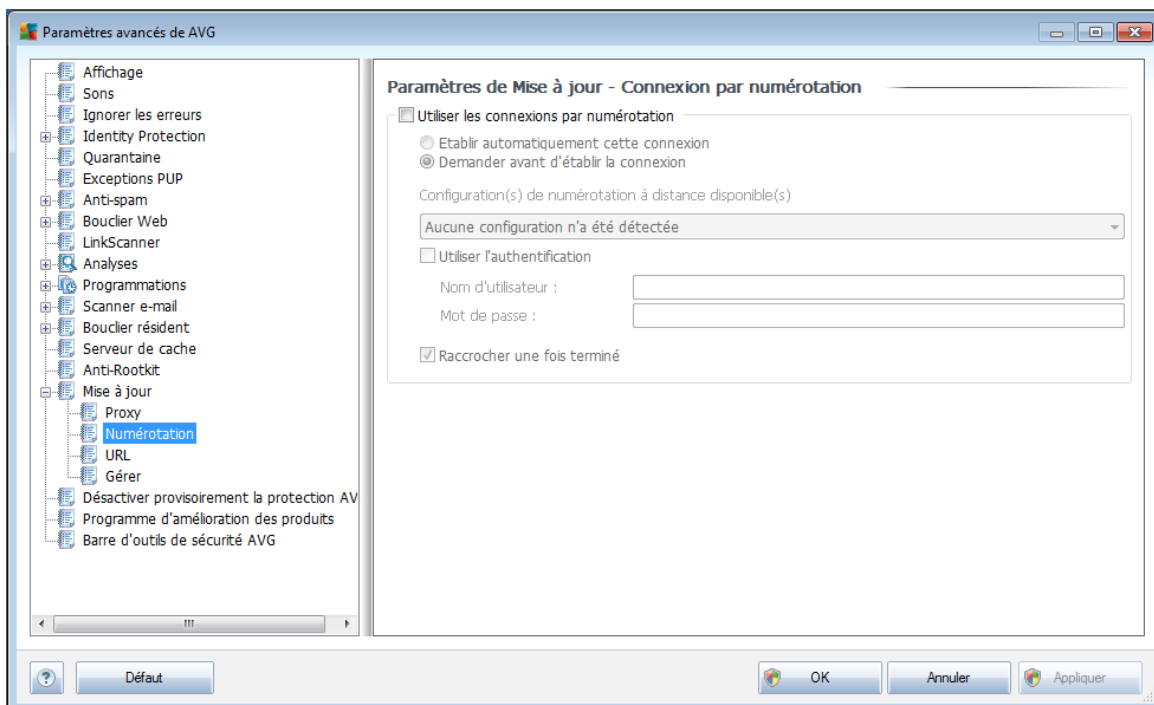 Paramètres avancés de AVG
Affichage
Sons
Ignorer les erreurs
Identity Protection
Quarantaine
Exceptions PUP
Anti-spam
Bouclier Web
LinkScanner
Analyses
Programmations
Scanner e-mail
Bouclier résident
Serveur de cache
Anti-Rootkit
Mise à jour
Proxy
Numérotation
URL
Gérer
Désactiver provisoirement la protection AV
Programme d'amélioration des produits
Barre d'outils de sécurité AVG
Paramètres de Mise à jour - Connexion par numérotation
Utiliser les connexions par numérotation
Etablir automatiquement cette connexion
Demander avant d'établir la connexion
Configuration(s) de numérotation à distance disponible(s)
Aucune configuration n'a été détectée
Utiliser l'authentification
Nom d'utilisateur :
Mot de passe :
Raccrocher une fois terminé
? Défaut OK Annuler Appliquer